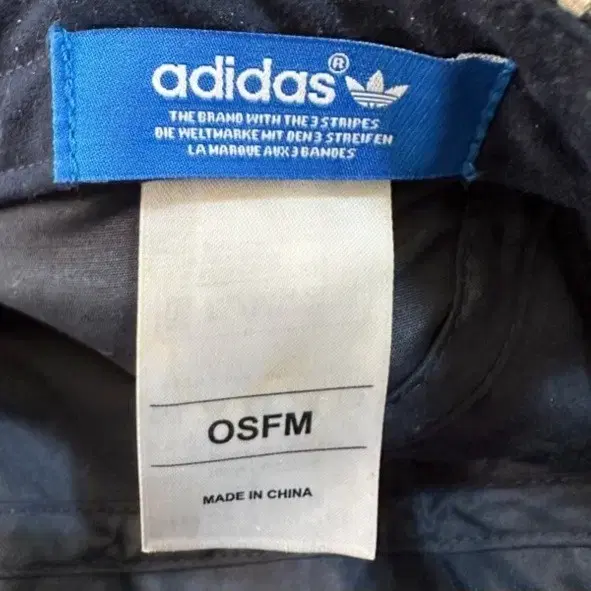 adidas®
THE BRAND WITH THE 3 STRIPES
DIE WELTMARKE MIT DEN 3 STREIFEN
LA MARQUE AUX 3 BANDES
OSFM
MADE IN CHINA